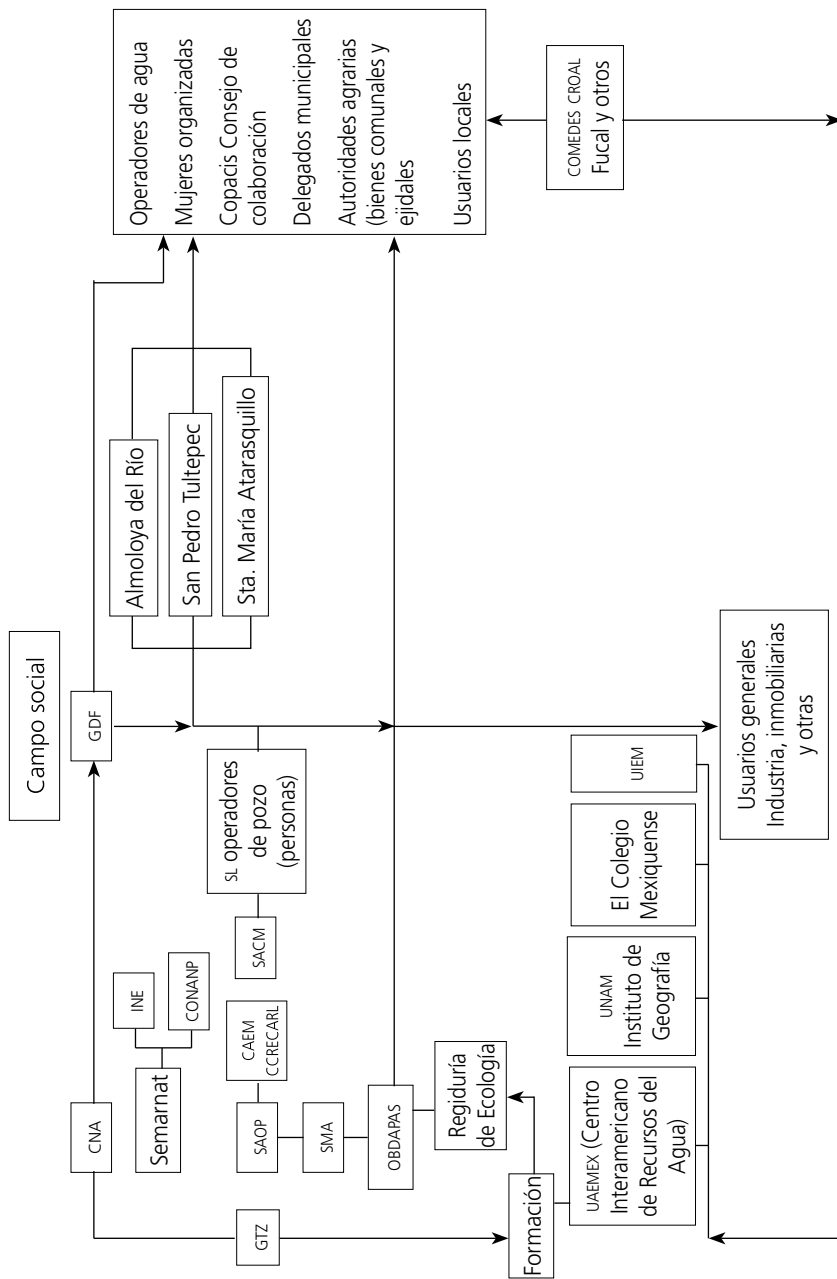 Campo social
CNA
GDF
GTZ
Semarnat
INE
CONANP
SAOP
CAEM
CCRECARL
SMA
OBDAPAS
Regiduría
de Ecología
Formación
SACM
SL operadores
de pozo
(personas)
Almoloya del Río
San Pedro Tultepec
Sta. María Atarasquillo
Operadores de agua
Mujeres organizadas
Copacis Consejo de
colaboración
Delegados municipales
Autoridades agrarias
(bienes comunales y
ejidales
Usuarios locales
UAEMEX (Centro
Interamericano
de Recursos del
Agua)
UNAM
Instituto de
Geografía
El Colegio
Mexiquense
UIEM
Usuarios generales
Industria, inmobiliarias
y otras
COMEDES CROAL
Fucal y otros